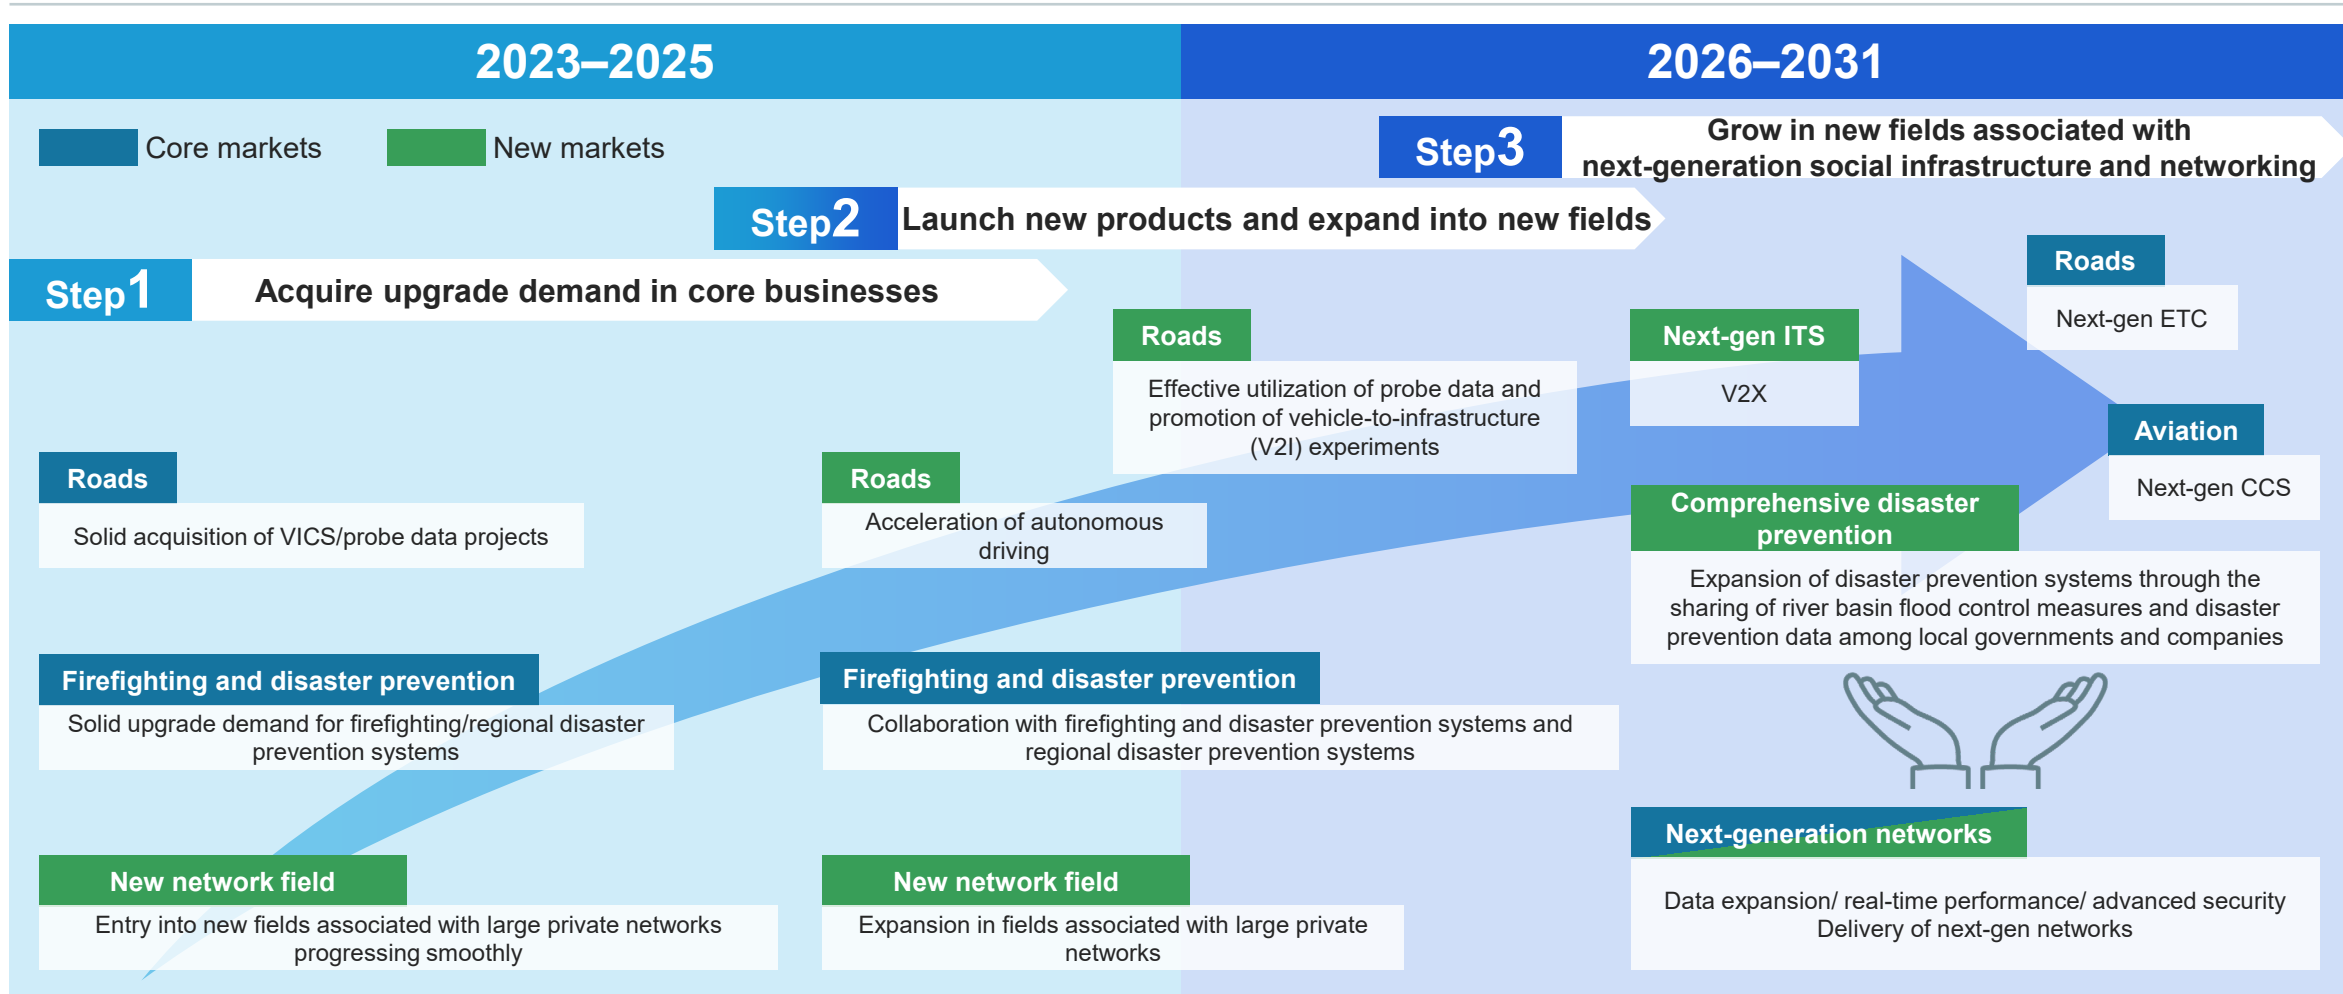 2023–2025
2026–2031
Core markets
New markets
Step3
Grow in new fields associated with
next-generation social infrastructure and networking
Step2
Launch new products and expand into new fields
Step1
Acquire upgrade demand in core businesses
Roads
Solid acquisition of VICS/probe data projects
Firefighting and disaster prevention
Solid upgrade demand for firefighting/regional disaster
prevention systems
New network field
Entry into new fields associated with large private networks
progressing smoothly
Roads
Effective utilization of probe data and
promotion of vehicle-to-infrastructure
(V2I) experiments
Roads
Acceleration of autonomous
driving
Firefighting and disaster prevention
Collaboration with firefighting and disaster prevention systems and
regional disaster prevention systems
New network field
Expansion in fields associated with large private
networks
Roads
Next-gen ETC
Next-gen ITS
V2X
Aviation
Next-gen CCS
Comprehensive disaster
prevention
Expansion of disaster prevention systems through the
sharing of river basin flood control measures and disaster
prevention data among local governments and companies
Next-generation networks
Data expansion/ real-time performance/ advanced security
Delivery of next-gen networks